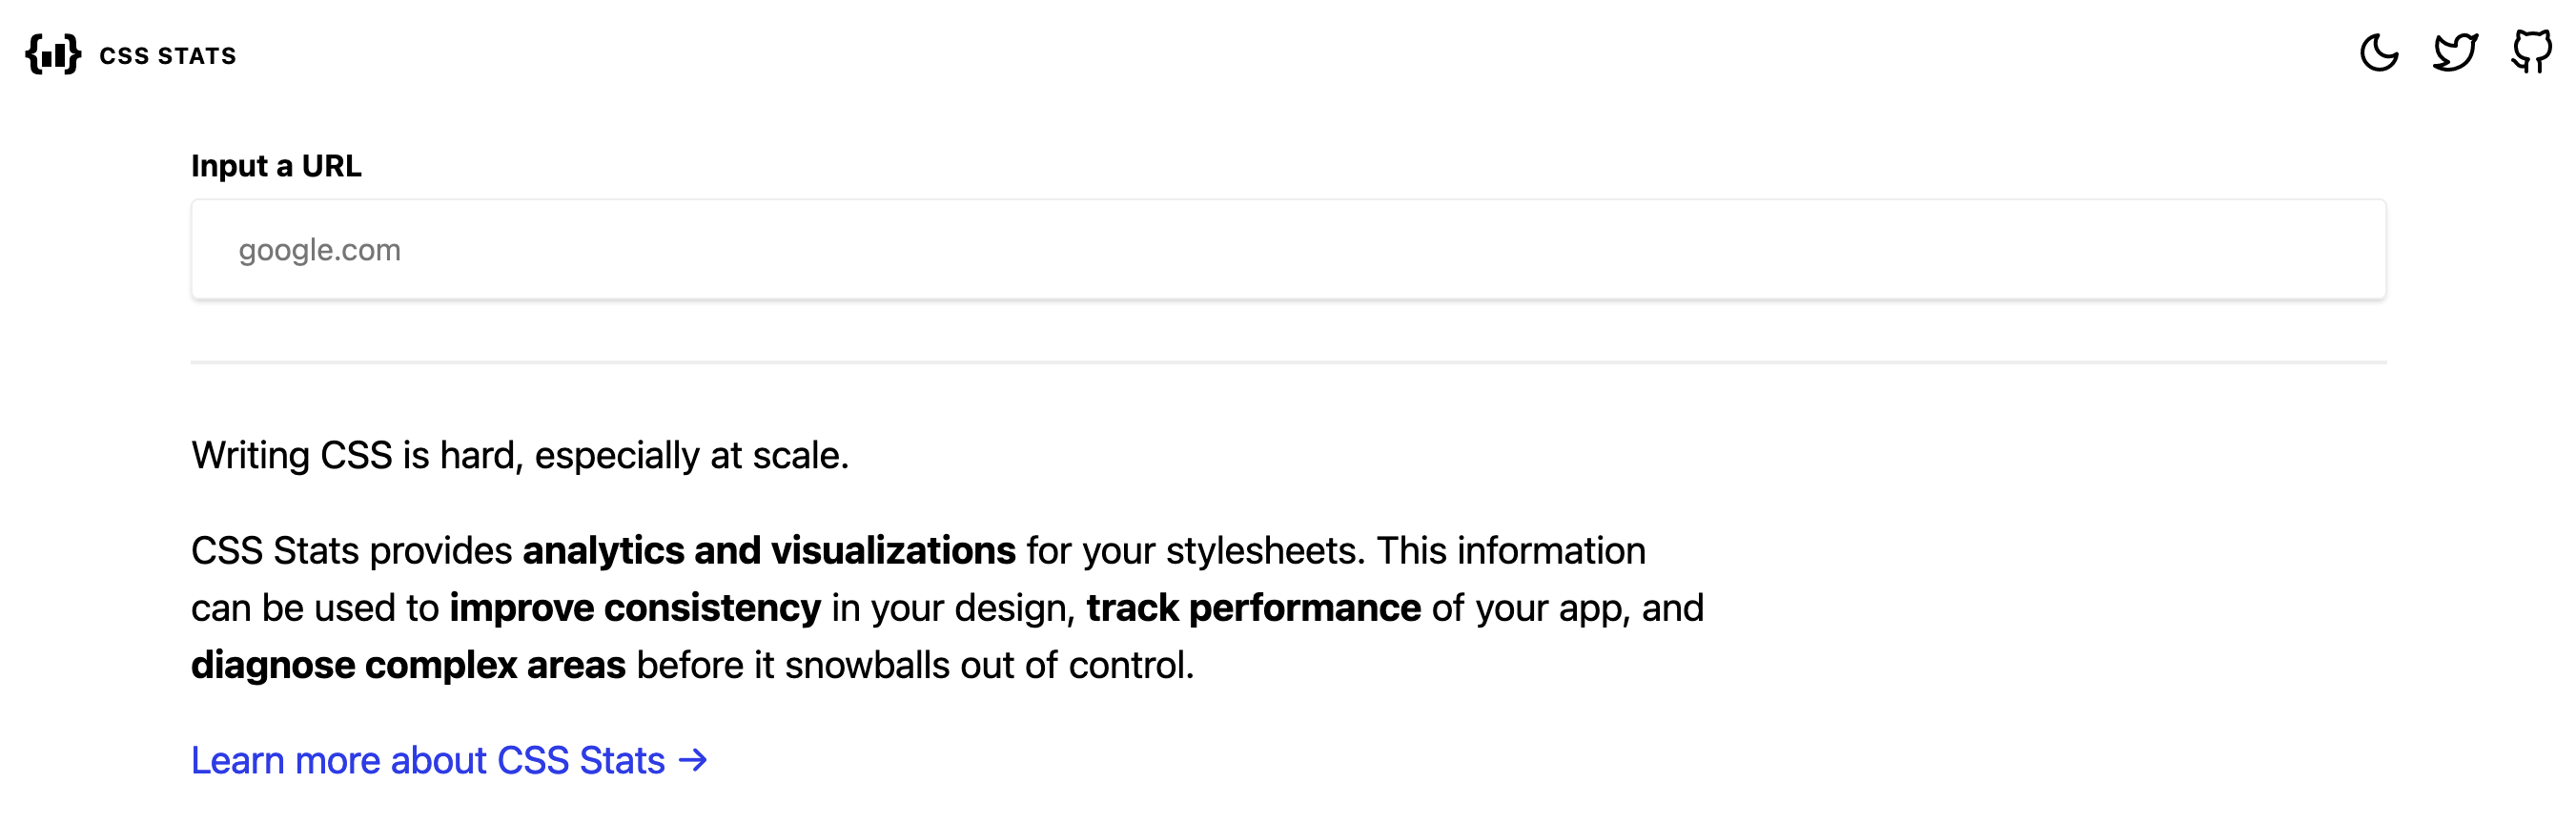 CSS STATS
Input a URL
google.com
Writing CSS is hard, especially at scale.
CSS Stats provides analytics and visualizations for your stylesheets. This information
can be used to improve consistency in your design, track performance of your app, and
diagnose complex areas before it snowballs out of control.
Learn more about CSS Stats →